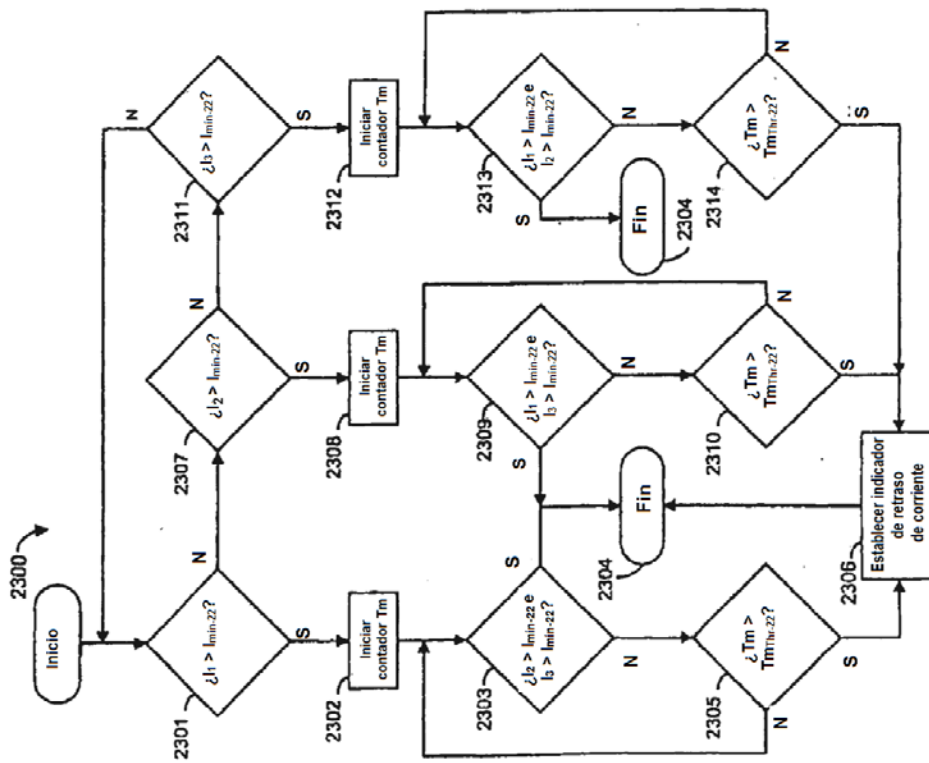 2300
Inicio
2301
¿I1 > Imin-22?
N
S
2302
Iniciar
contador Tm
2303
¿I2 > Imin-22 e
I3 > Imin-22?
S
N
2305
¿Tm >
TmThr-22?
N
S
2306
Establecer indicador
de retraso
de corriente
2304
Fin
2307
¿I2 > Imin-22?
N
S
2308
Iniciar
contador Tm
2309
¿I1 > Imin-22 e
I3 > Imin-22?
S
N
2310
¿Tm >
TmThr-22?
N
S
2311
¿I3 > Imin-22?
N
S
2312
Iniciar
contador Tm
2313
¿I1 > Imin-22 e
I2 > Imin-22?
S
N
Fin
2304
2314
¿Tm >
TmThr-22?
N
S